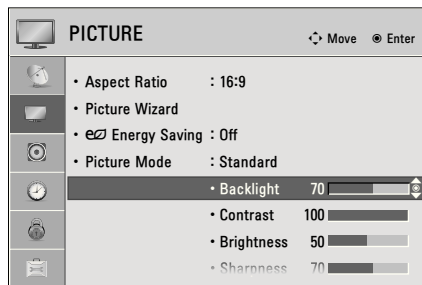 PICTURE Move Enter
• Aspect Ratio : 16:9
• Picture Wizard
• eco Energy Saving : Off
• Picture Mode : Standard
• Backlight 70
• Contrast 100
• Brightness 50
• Sharpness 70